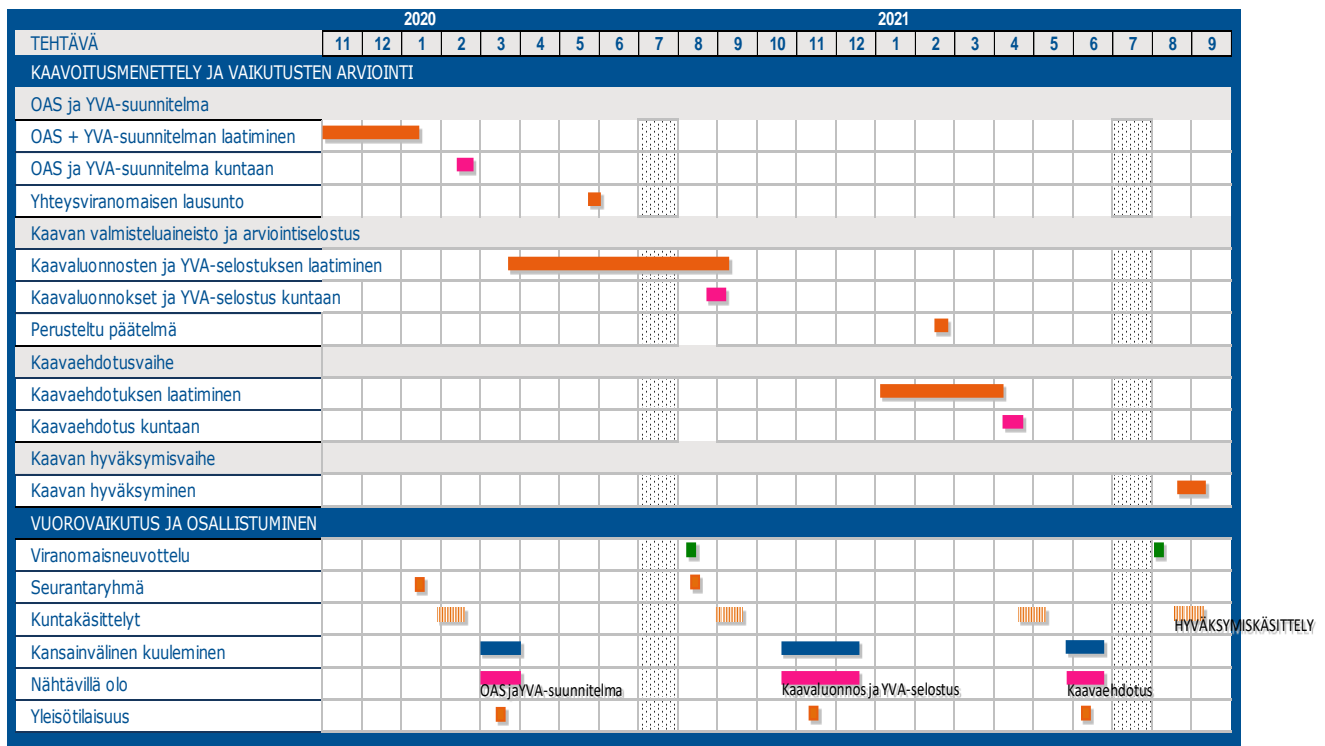 2020 2021
TEHTÄVÄ 11 12 1 2 3 4 5 6 7 8 9 10 11 12 1 2 3 4 5 6 7 8 9
KAAVOITUSMENETTELY JA VAIKUTUSTEN ARVIOINTI
OAS ja YVA-suunnitelma
OAS + YVA-suunnitelman laatiminen
OAS ja YVA-suunnitelma kuntaan
Yhteysviranomaisen lausunto
Kaavan valmisteluaineisto ja arviointiselostus
Kaavaluonnosten ja YVA-selostuksen laatiminen
Kaavaluonnokset ja YVA-selostus kuntaan
Perusteltu päätelmä
Kaavaehdotusvaihe
Kaavaehdotuksen laatiminen
Kaavaehdotus kuntaan
Kaavan hyväksymisvaihe
Kaavan hyväksyminen
VUOROVAIKUTUS JA OSALLISTUMINEN
Viranomaisneuvottelu
Seurantaryhmä
Kuntakäsittelyt HYVÄKSYMISKÄSITTELY
Kansainvälinen kuuleminen
Nähtävillä olo OAS ja YVA-suunnitelma Kaavaluonnos ja YVA-selostus Kaavaehdotus
Yleisötilaisuus